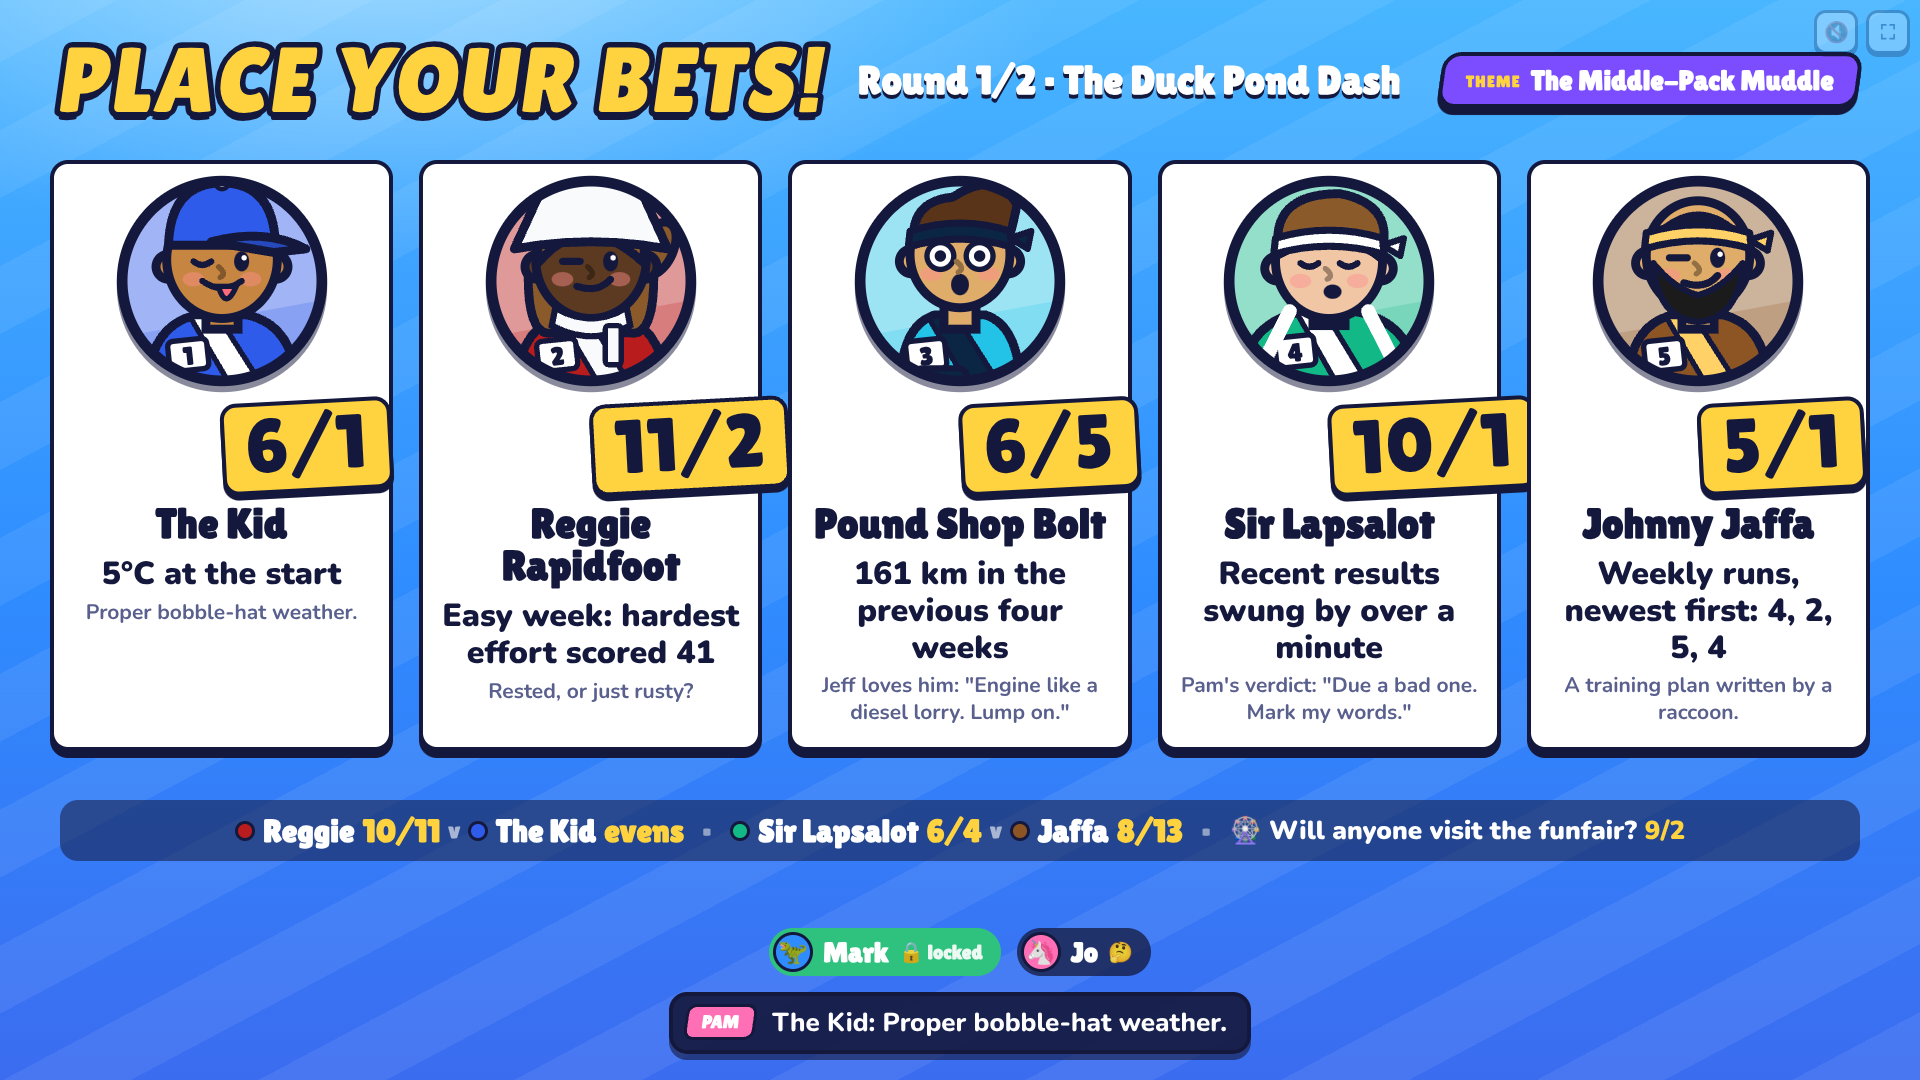 PLACE YOUR BETS!
Round 1/2 · The Duck Pond Dash
THEME The Middle-Pack Muddle
1
6/1
The Kid
5°C at the start
Proper bobble-hat weather.
2
11/2
Reggie
Rapidfoot
Easy week: hardest
effort scored 41
Rested, or just rusty?
3
6/5
Pound Shop Bolt
161 km in the
previous four
weeks
Jeff loves him: "Engine like a
diesel lorry. Lump on."
4
10/1
Sir Lapsalot
Recent results
swung by over a
minute
Pam's verdict: "Due a bad one.
Mark my words."
5
5/1
Johnny Jaffa
Weekly runs,
newest first: 4, 2,
5, 4
A training plan written by a
raccoon.
Reggie 10/11 v The Kid evens · Sir Lapsalot 6/4 v Jaffa 8/13 · Will anyone visit the funfair? 9/2
Mark locked
Jo
PAM The Kid: Proper bobble-hat weather.